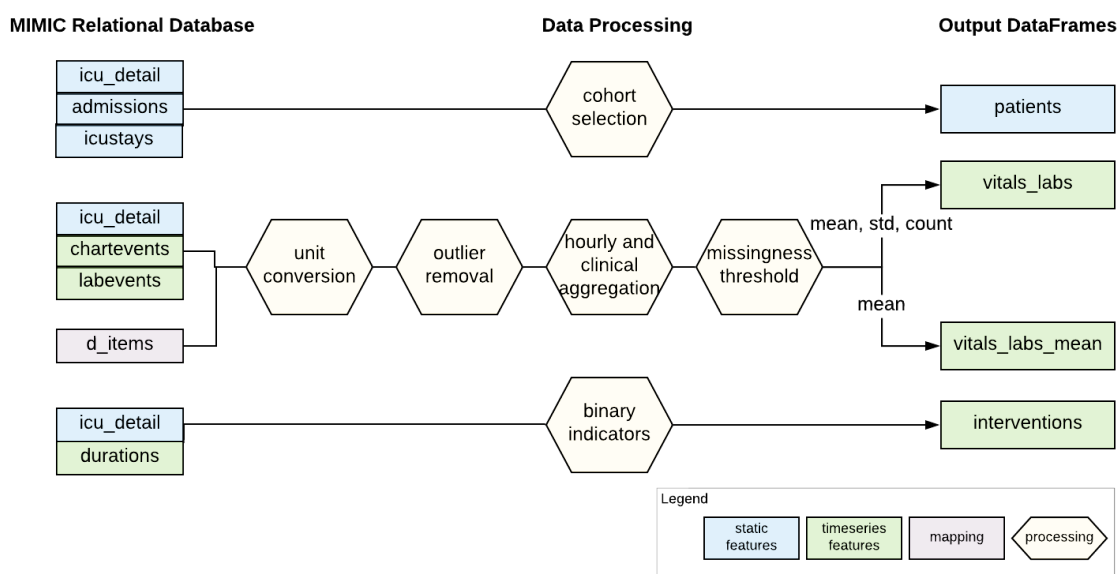 MIMIC Relational Database
Data Processing
Output DataFrames
icu_detail
admissions
icustays
cohort
selection
patients
icu_detail
chartevents
labevents
d_items
unit
conversion
outlier
removal
hourly and
clinical
aggregation
missingness
threshold
mean, std, count
mean
vitals_labs
vitals_labs_mean
icu_detail
durations
binary
indicators
interventions
Legend
static
features
timeseries
features
mapping
processing